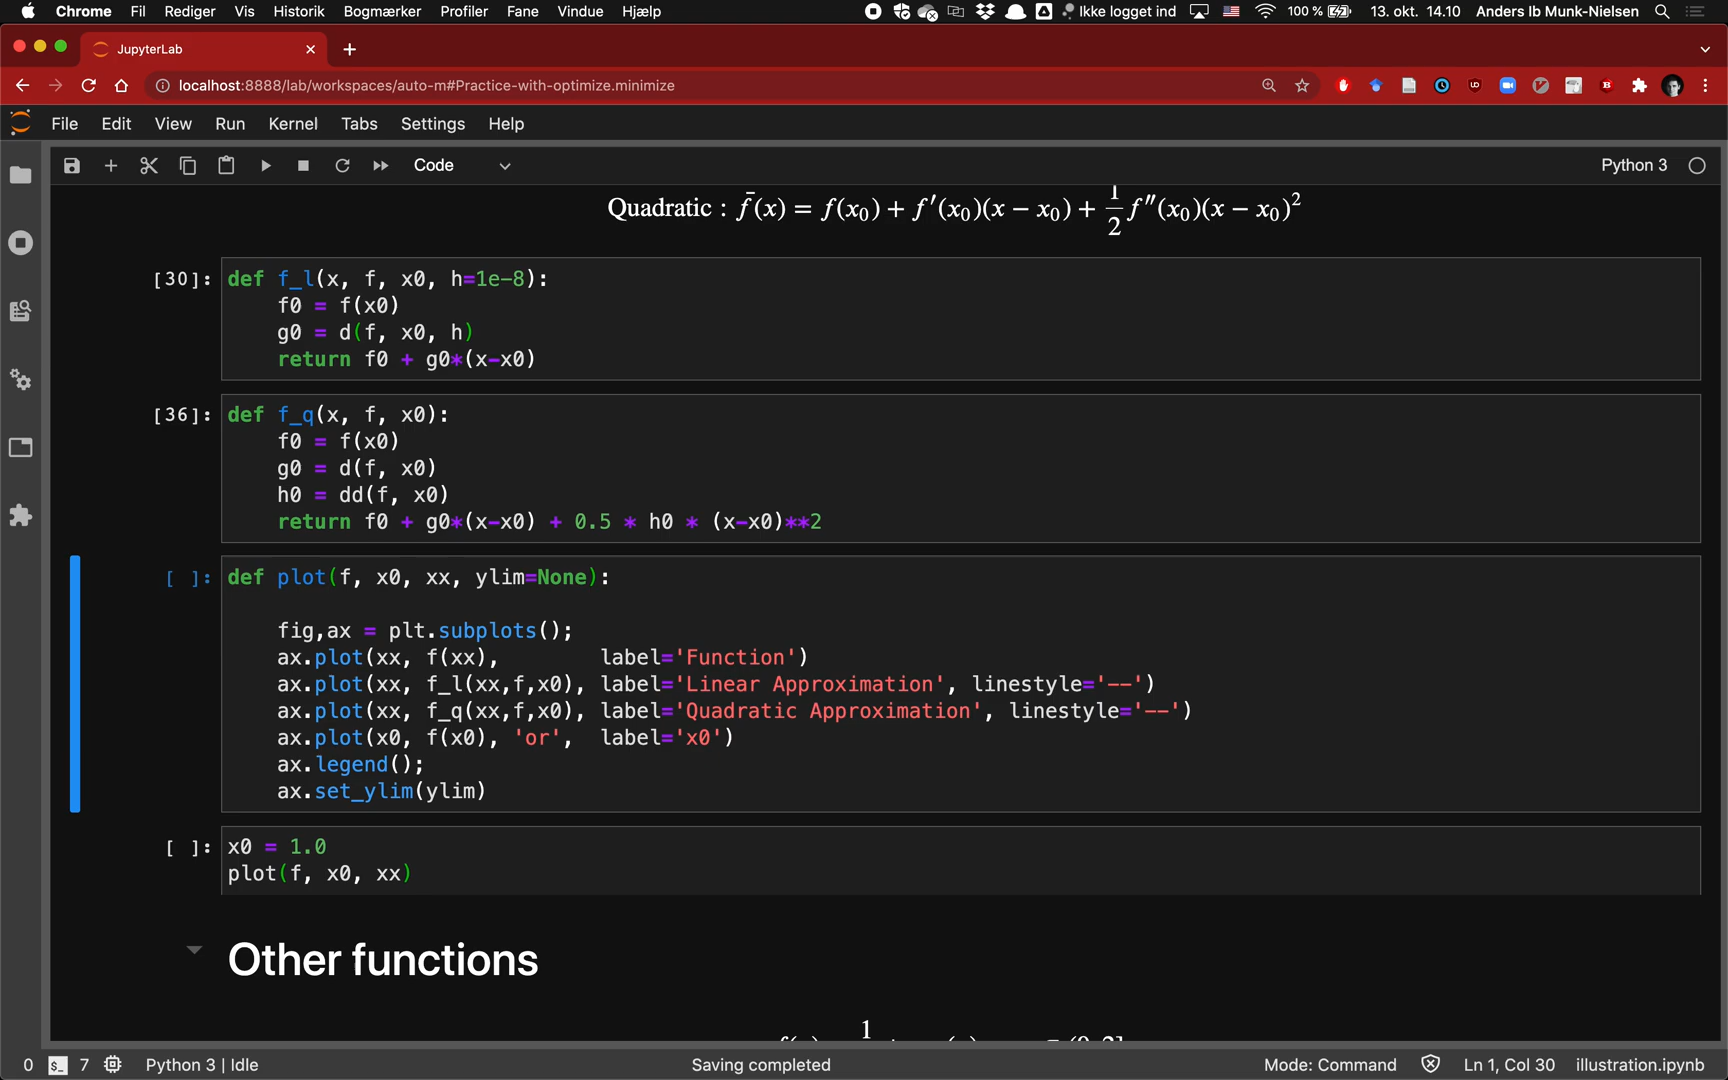 Chrome Fil Rediger Vis Historik Bogmærker Profiler Fane Vindue Hjælp Ikke logget ind 100 % 13. okt. 14.10 Anders Ib Munk-Nielsen
JupyterLab
localhost:8888/lab/workspaces/auto-m#Practice-with-optimize.minimize
File Edit View Run Kernel Tabs Settings Help
Code Python 3
Quadratic : f̄(x) = f(x₀) + f′(x₀)(x − x₀) + 1/2 f″(x₀)(x − x₀)²
[30]: def f_l(x, f, x0, h=1e-8):
f0 = f(x0)
g0 = d(f, x0, h)
return f0 + g0*(x-x0)
[36]: def f_q(x, f, x0):
f0 = f(x0)
g0 = d(f, x0)
h0 = dd(f, x0)
return f0 + g0*(x-x0) + 0.5 * h0 * (x-x0)**2
[ ]: def plot(f, x0, xx, ylim=None):
fig,ax = plt.subplots();
ax.plot(xx, f(xx), label='Function')
ax.plot(xx, f_l(xx,f,x0), label='Linear Approximation', linestyle='--')
ax.plot(xx, f_q(xx,f,x0), label='Quadratic Approximation', linestyle='--')
ax.plot(x0, f(x0), 'or', label='x0')
ax.legend();
ax.set_ylim(ylim)
[ ]: x0 = 1.0
plot(f, x0, xx)
Other functions
0 7 Python 3 | Idle Saving completed Mode: Command Ln 1, Col 30 illustration.ipynb